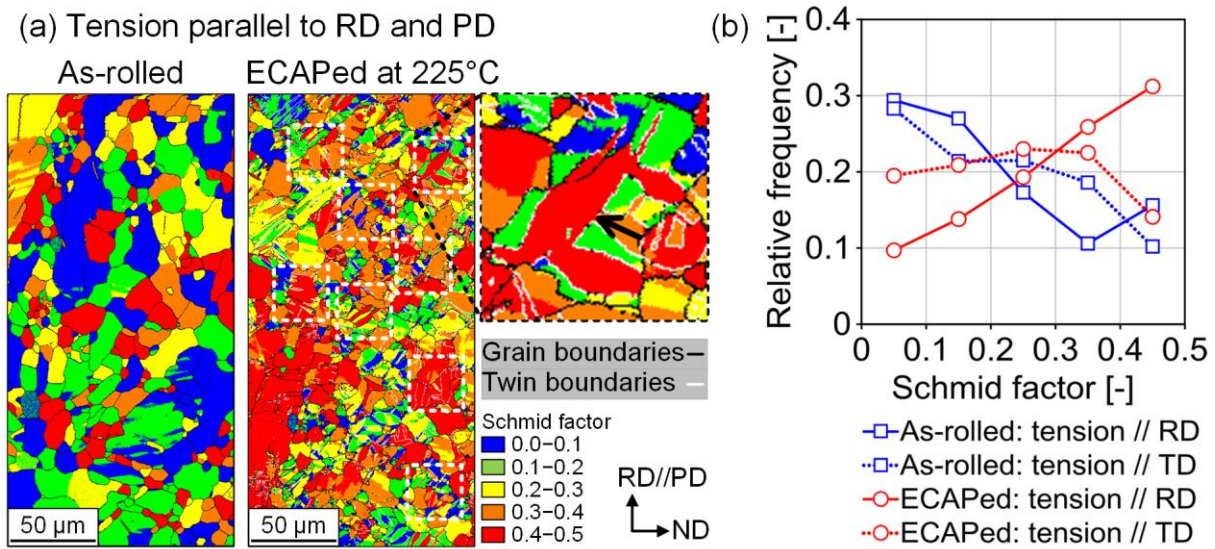 (a) Tension parallel to RD and PD
As-rolled
ECAPed at 225°C
50 µm
50 µm
Grain boundaries
Twin boundaries
Schmid factor
0.0–0.1
0.1–0.2
0.2–0.3
0.3–0.4
0.4–0.5
RD//PD
ND
(b)
Relative frequency [-]
0.4
0.3
0.2
0.1
0
0 0.1 0.2 0.3 0.4 0.5
Schmid factor [-]
As-rolled: tension // RD
As-rolled: tension // TD
ECAPed: tension // RD
ECAPed: tension // TD